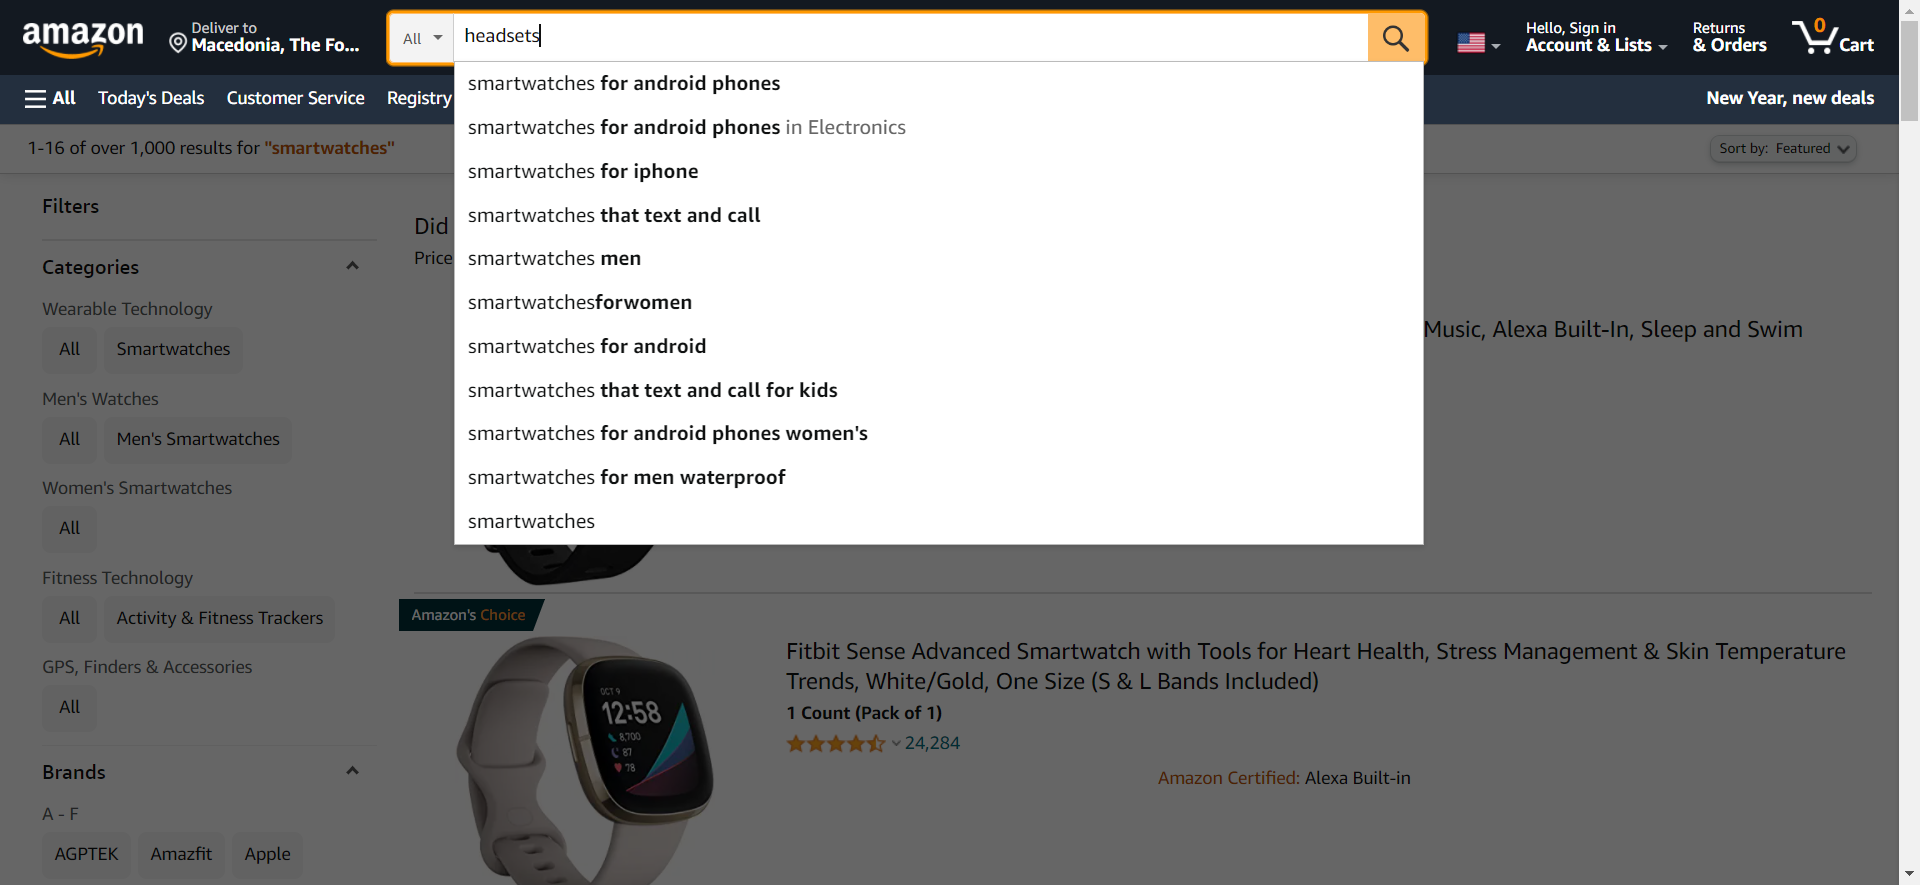 amazon
Deliver to
Macedonia, The Fo...
All
headsets
Hello, Sign in
Account & Lists
Returns
& Orders
0
Cart
All
Today's Deals
Customer Service
Registry
New Year, new deals
1-16 of over 1,000 results for "smartwatches"
Sort by: Featured
smartwatches for android phones
smartwatches for android phones in Electronics
smartwatches for iphone
smartwatches that text and call
smartwatches men
smartwatchesforwomen
smartwatches for android
smartwatches that text and call for kids
smartwatches for android phones women's
smartwatches for men waterproof
smartwatches
Filters
Categories
Wearable Technology
All
Smartwatches
Men's Watches
All
Men's Smartwatches
Women's Smartwatches
All
Fitness Technology
All
Activity & Fitness Trackers
GPS, Finders & Accessories
All
Brands
A - F
AGPTEK
Amazfit
Apple
Did
Price
Music, Alexa Built-In, Sleep and Swim
Amazon's Choice
OCT 9
12:58
8,700
87
78
Fitbit Sense Advanced Smartwatch with Tools for Heart Health, Stress Management & Skin Temperature
Trends, White/Gold, One Size (S & L Bands Included)
1 Count (Pack of 1)
24,284
Amazon Certified: Alexa Built-in